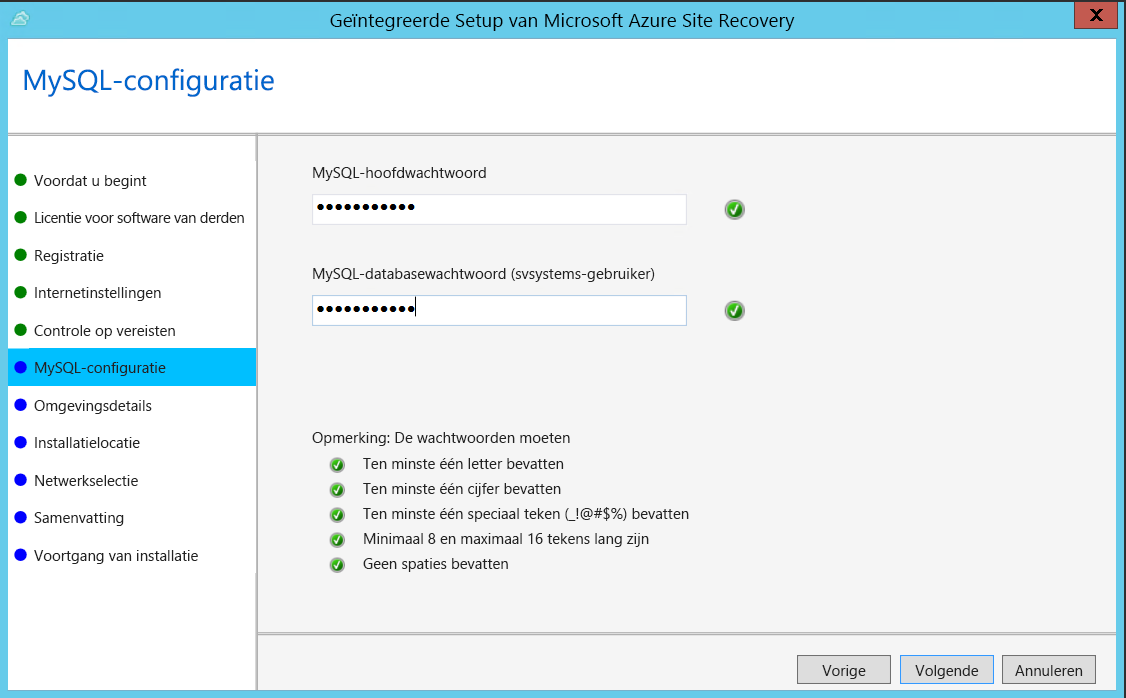 Geïntegreerde Setup van Microsoft Azure Site Recovery
X
MySQL-configuratie
Voordat u begint
Licentie voor software van derden
Registratie
Internetinstellingen
Controle op vereisten
MySQL-configuratie
Omgevingsdetails
Installatielocatie
Netwerkselectie
Samenvatting
Voortgang van installatie
MySQL-hoofdwachtwoord
●●●●●●●●●●●
MySQL-databasewachtwoord (svsystems-gebruiker)
●●●●●●●●●●●
Opmerking: De wachtwoorden moeten
Ten minste één letter bevatten
Ten minste één cijfer bevatten
Ten minste één speciaal teken (_!@#$%) bevatten
Minimaal 8 en maximaal 16 tekens lang zijn
Geen spaties bevatten
Vorige
Volgende
Annuleren